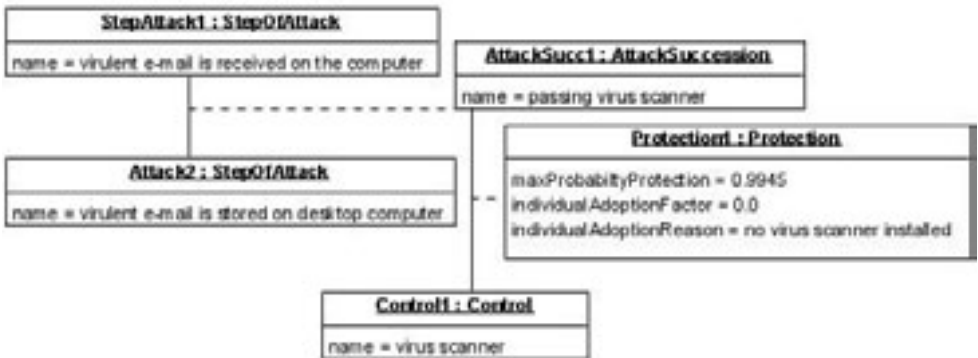 StepAttack1 : StepOfAttack
name = virulent e-mail is received on the computer
AttackSucc1 : AttackSuccession
name = passing virus scanner
Protection1 : Protection
maxProbabiltyProtection = 0.9945
individualAdoptionFactor = 0.0
individualAdoptionReason = no virus scanner installed
Attack2 : StepOfAttack
name = virulent e-mail is stored on desktop computer
Control1 : Control
name = virus scanner